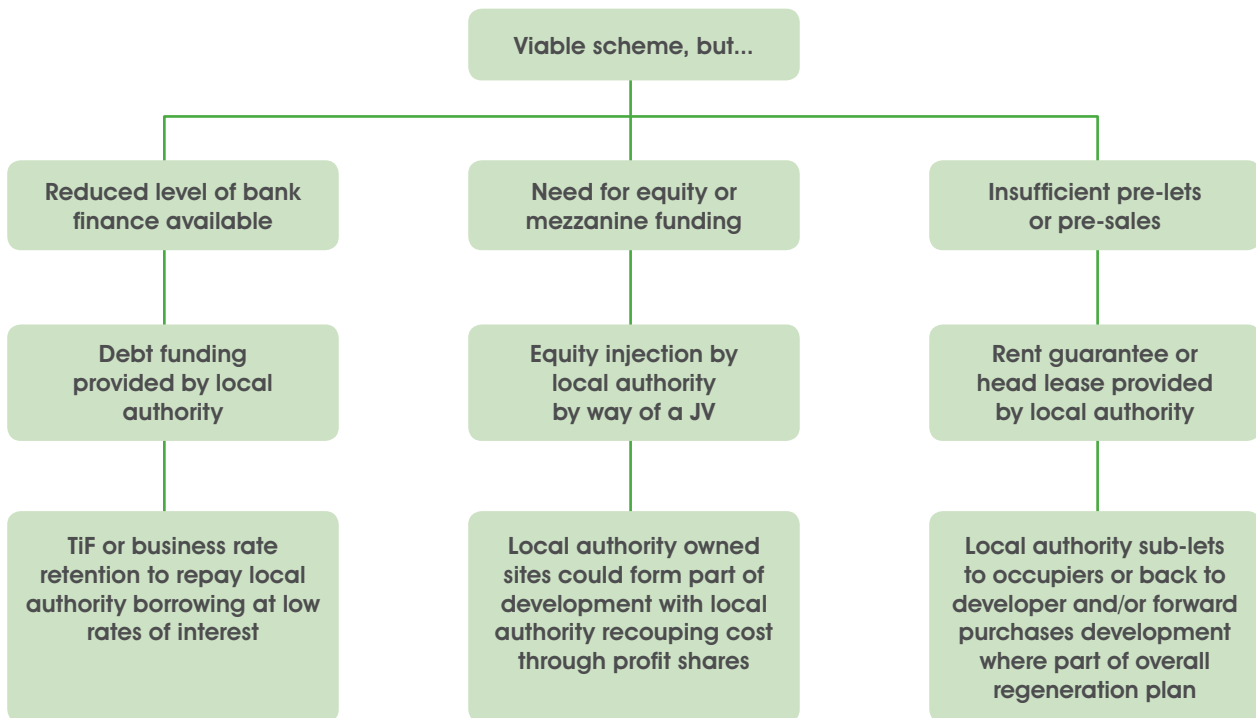 Viable scheme, but...
Reduced level of bank
finance available
Need for equity or
mezzanine funding
Insufficient pre-lets
or pre-sales
Debt funding
provided by local
authority
Equity injection by
local authority
by way of a JV
Rent guarantee or
head lease provided
by local authority
TiF or business rate
retention to repay local
authority borrowing at low
rates of interest
Local authority owned
sites could form part of
development with local
authority recouping cost
through profit shares
Local authority sub-lets
to occupiers or back to
developer and/or forward
purchases development
where part of overall
regeneration plan